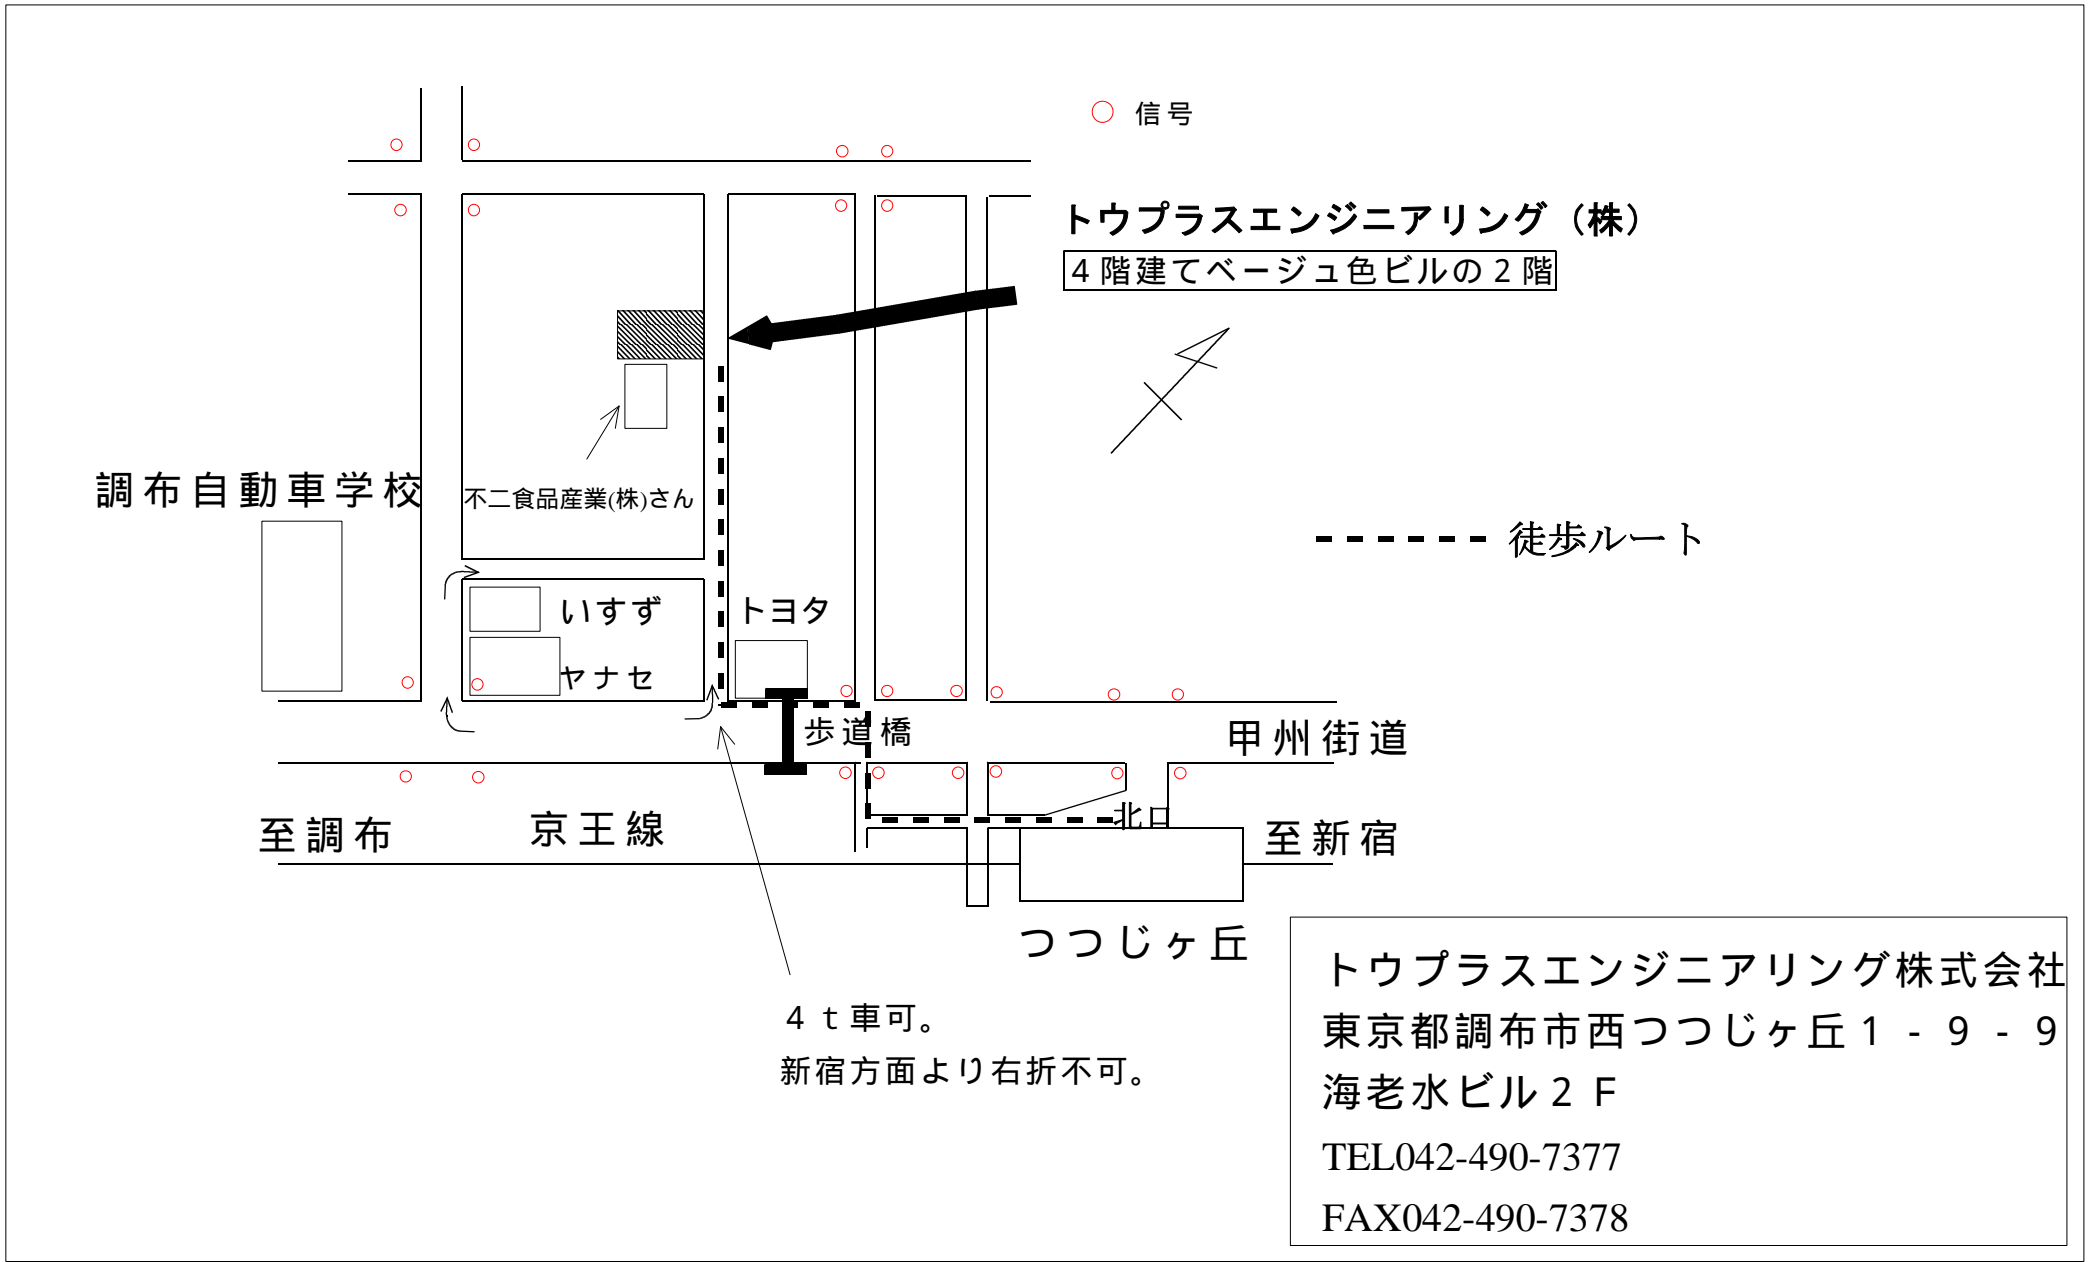 信号
トウプラスエンジニアリング（株）
４階建てベージュ色ビルの２階
調布自動車学校
不二食品産業(株)さん
徒歩ルート
いすず
トヨタ
ヤナセ
歩道橋
甲州街道
北口
至調布
京王線
至新宿
つつじヶ丘
４ｔ車可。
新宿方面より右折不可。
トウプラスエンジニアリング株式会社
東京都調布市西つつじヶ丘１-９-９
海老水ビル２Ｆ
TEL042-490-7377
FAX042-490-7378